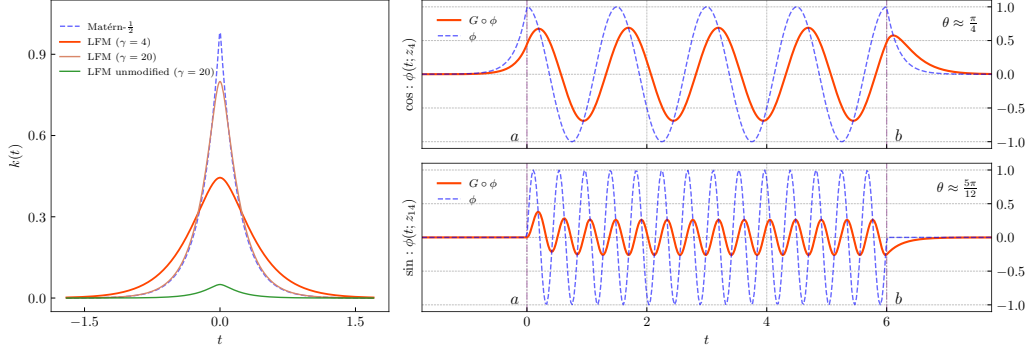 Matérn-1/2
LFM (γ = 4)
LFM (γ = 20)
LFM unmodified (γ = 20)
0.0
0.3
0.6
0.9
k(t)
−1.5
0.0
1.5
t
G ∘ ϕ
ϕ
θ ≈ π/4
cos : ϕ(t; z₄)
a
b
1.0
0.5
0.0
−0.5
−1.0
G ∘ ϕ
ϕ
θ ≈ 5π/12
sin : ϕ(t; z₁₄)
a
b
1.0
0.5
0.0
−0.5
−1.0
0
2
4
6
t